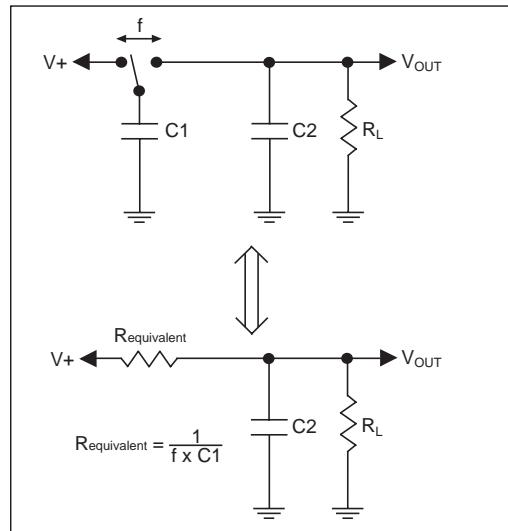 f
V+
VOUT
C1
C2
RL
Requivalent
V+
VOUT
C2
RL
Requivalent = 1
f x C1